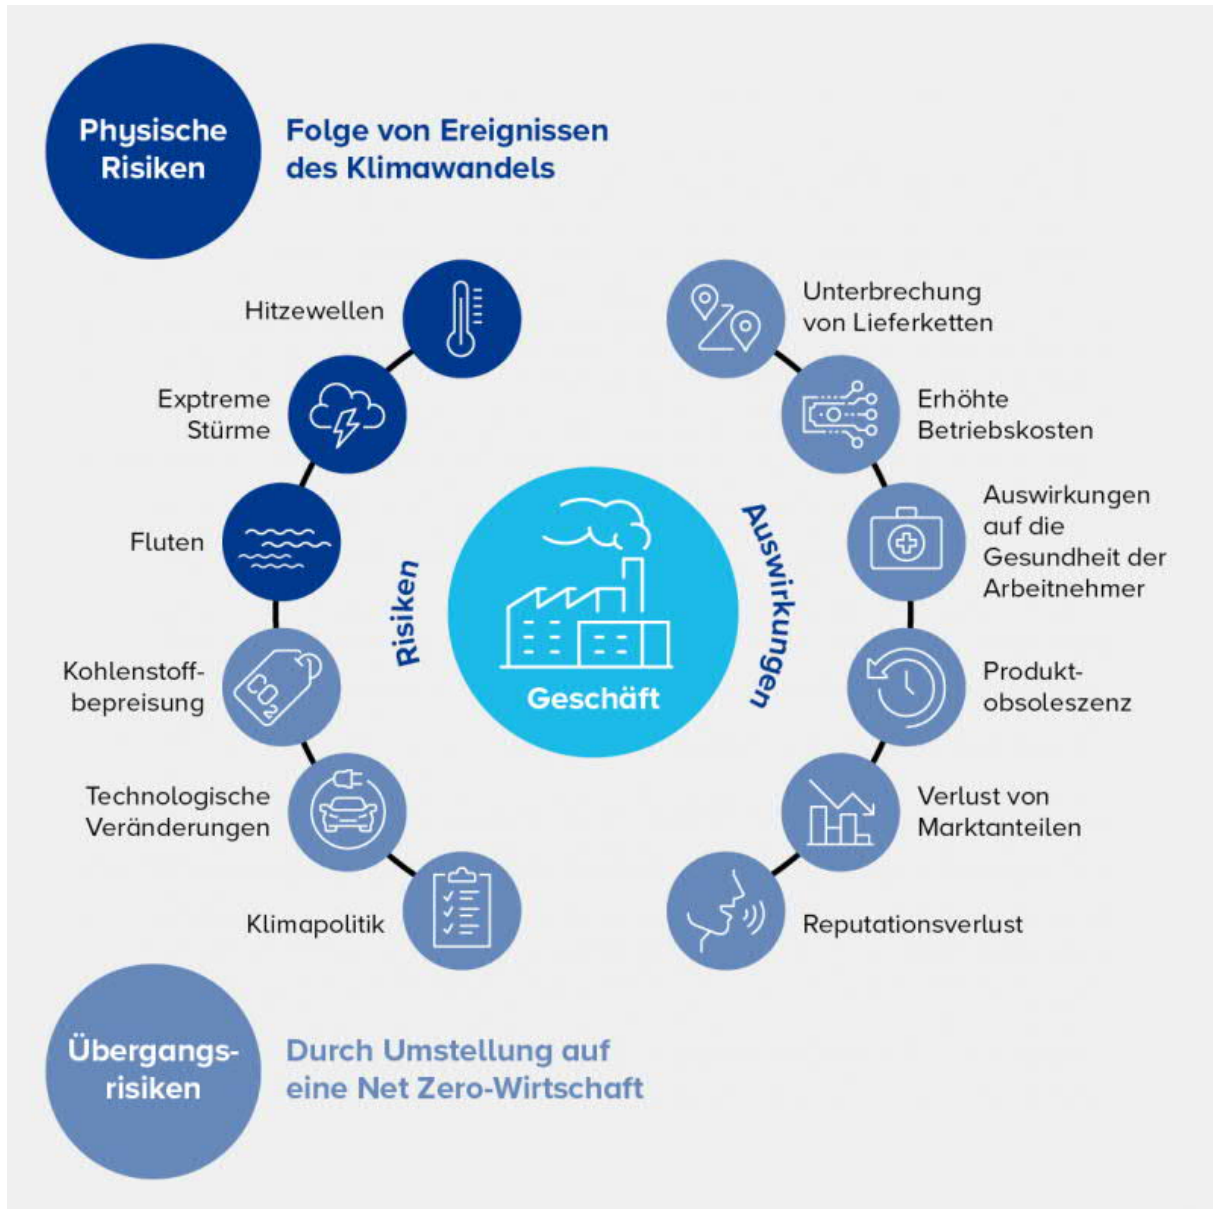 Physische
Risiken
Folge von Ereignissen
des Klimawandels
Hitzewellen
Exptreme
Stürme
Fluten
Kohlenstoff-
bepreisung
CO2
Technologische
Veränderungen
Klimapolitik
Risiken
Geschäft
Auswirkungen
Unterbrechung
von Lieferketten
Erhöhte
Betriebskosten
Auswirkungen
auf die
Gesundheit der
Arbeitnehmer
Produkt-
obsoleszenz
Verlust von
Marktanteilen
Reputationsverlust
Übergangs-
risiken
Durch Umstellung auf
eine Net Zero-Wirtschaft